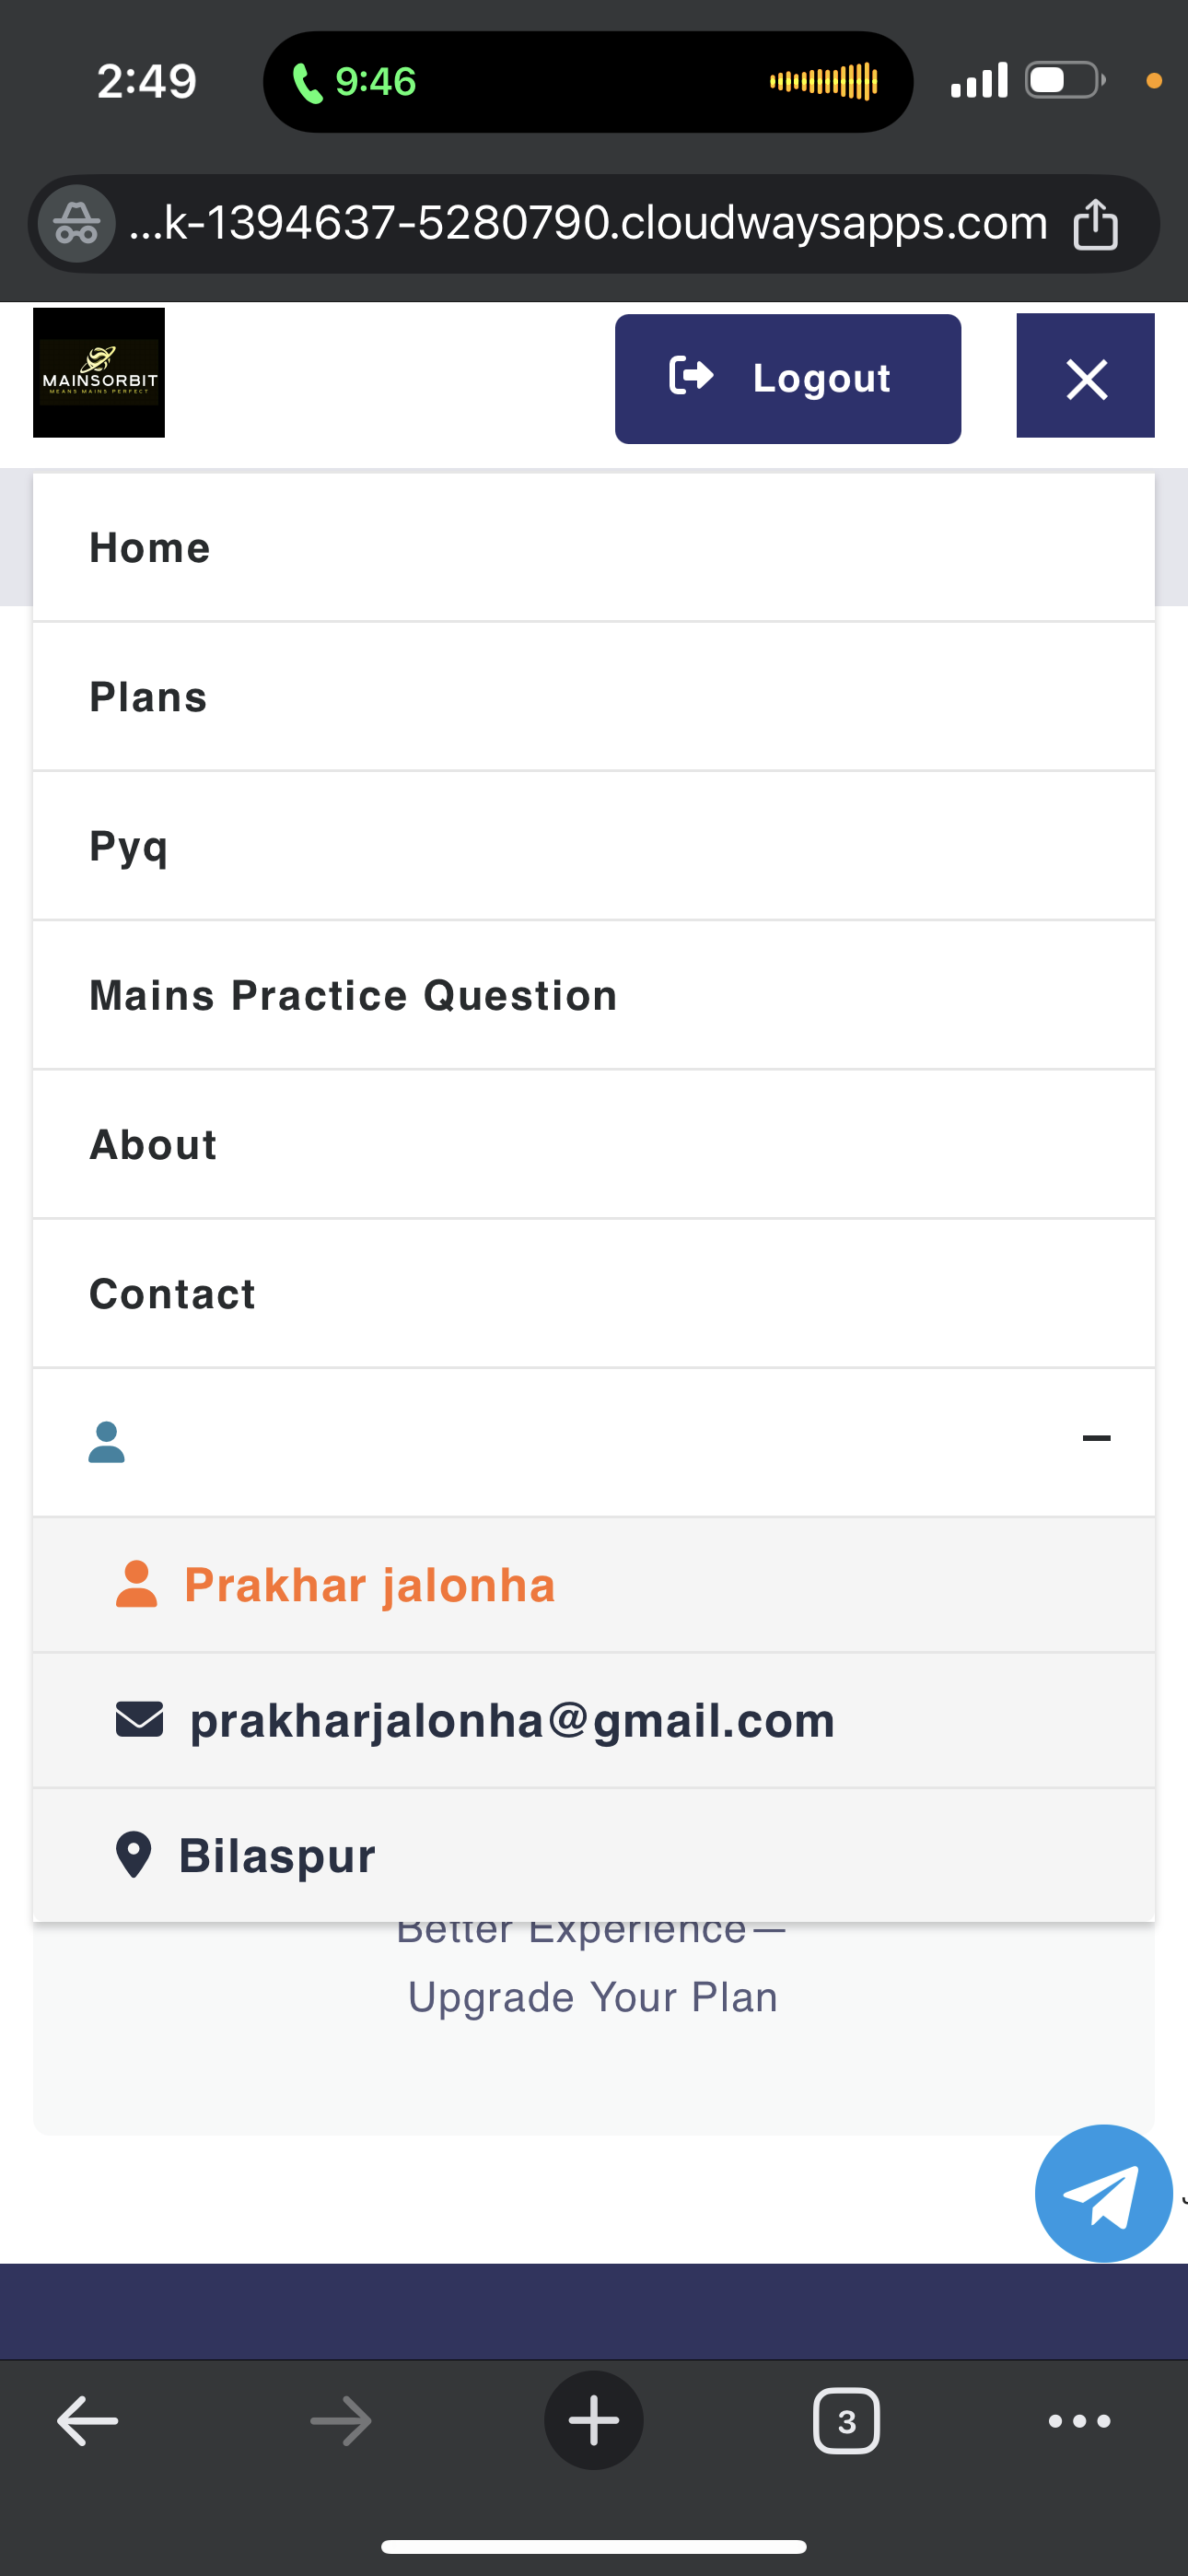 2:49
9:46
...k-1394637-5280790.cloudwaysapps.com
MAINSORBIT
MEANS MAINS PERFECT
Logout
Home
Plans
Pyq
Mains Practice Question
About
Contact
Prakhar jalonha
prakharjalonha@gmail.com
Bilaspur
Better Experience—
Upgrade Your Plan
3